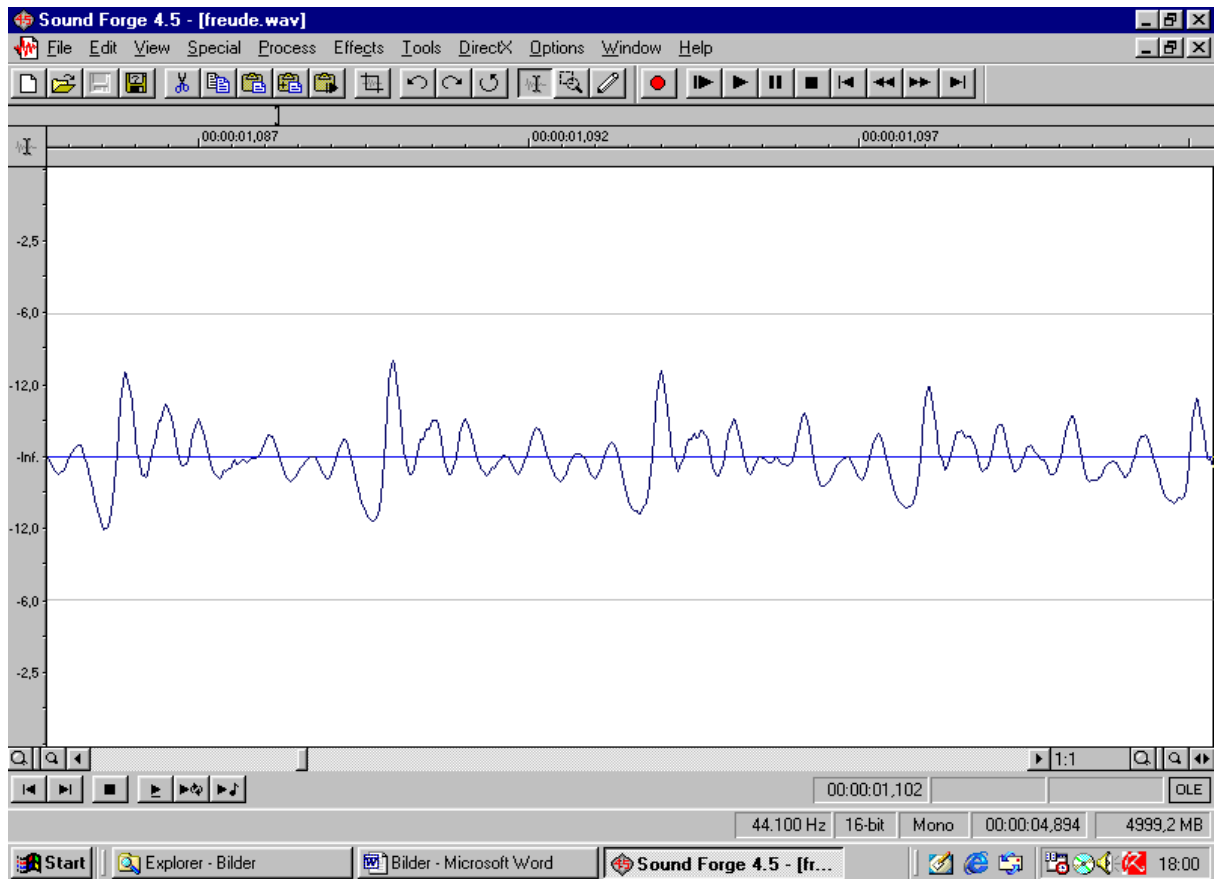 Sound Forge 4.5 - [freude.wav]
File Edit View Special Process Effects Tools DirectX Options Window Help
00:00:01,087 00:00:01,092 00:00:01,097
-2,5
-6,0
-12,0
-Inf.
-12,0
-6,0
-2,5
1:1
00:00:01,102 OLE
44.100 Hz 16-bit Mono 00:00:04,894 4999,2 MB
Start Explorer - Bilder Bilder - Microsoft Word Sound Forge 4.5 - [fr... 18:00